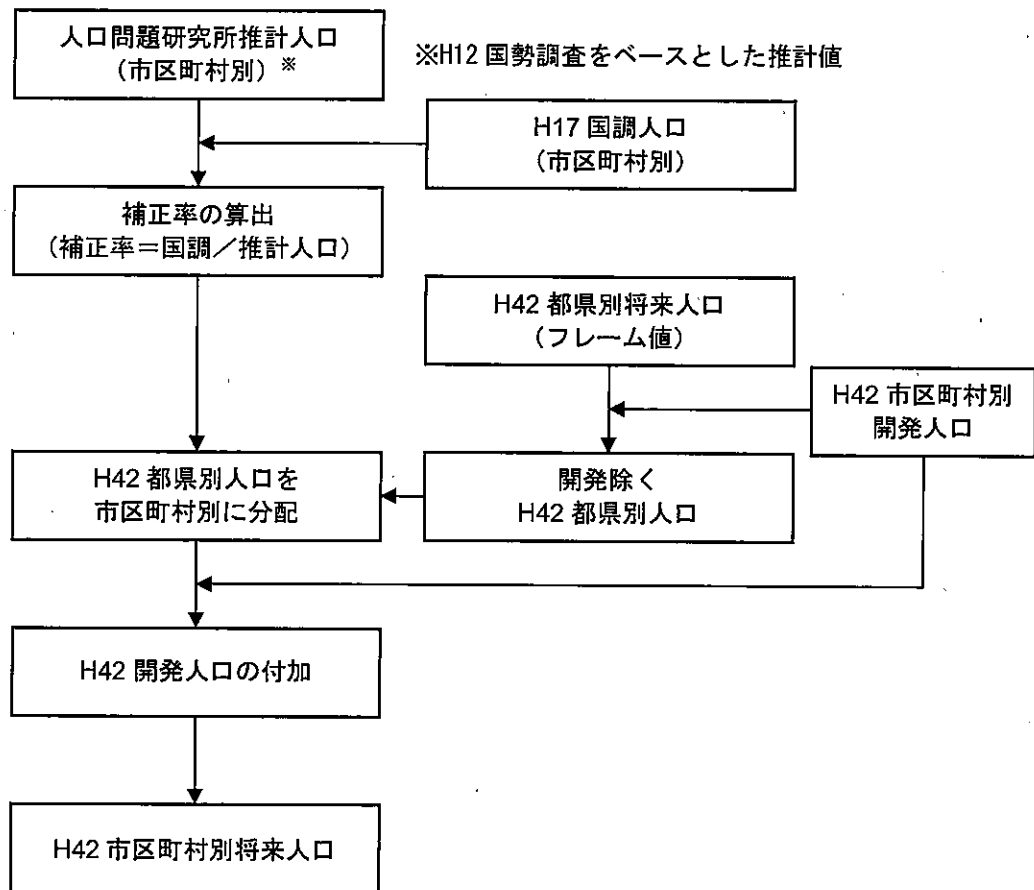 人口問題研究所推計人口
（市区町村別）※
※H12 国勢調査をベースとした推計値
H17 国調人口
（市区町村別）
補正率の算出
（補正率＝国調／推計人口）
H42 都県別将来人口
（フレーム値）
H42 市区町村別
開発人口
H42 都県別人口を
市区町村別に分配
開発除く
H42 都県別人口
H42 開発人口の付加
H42 市区町村別将来人口